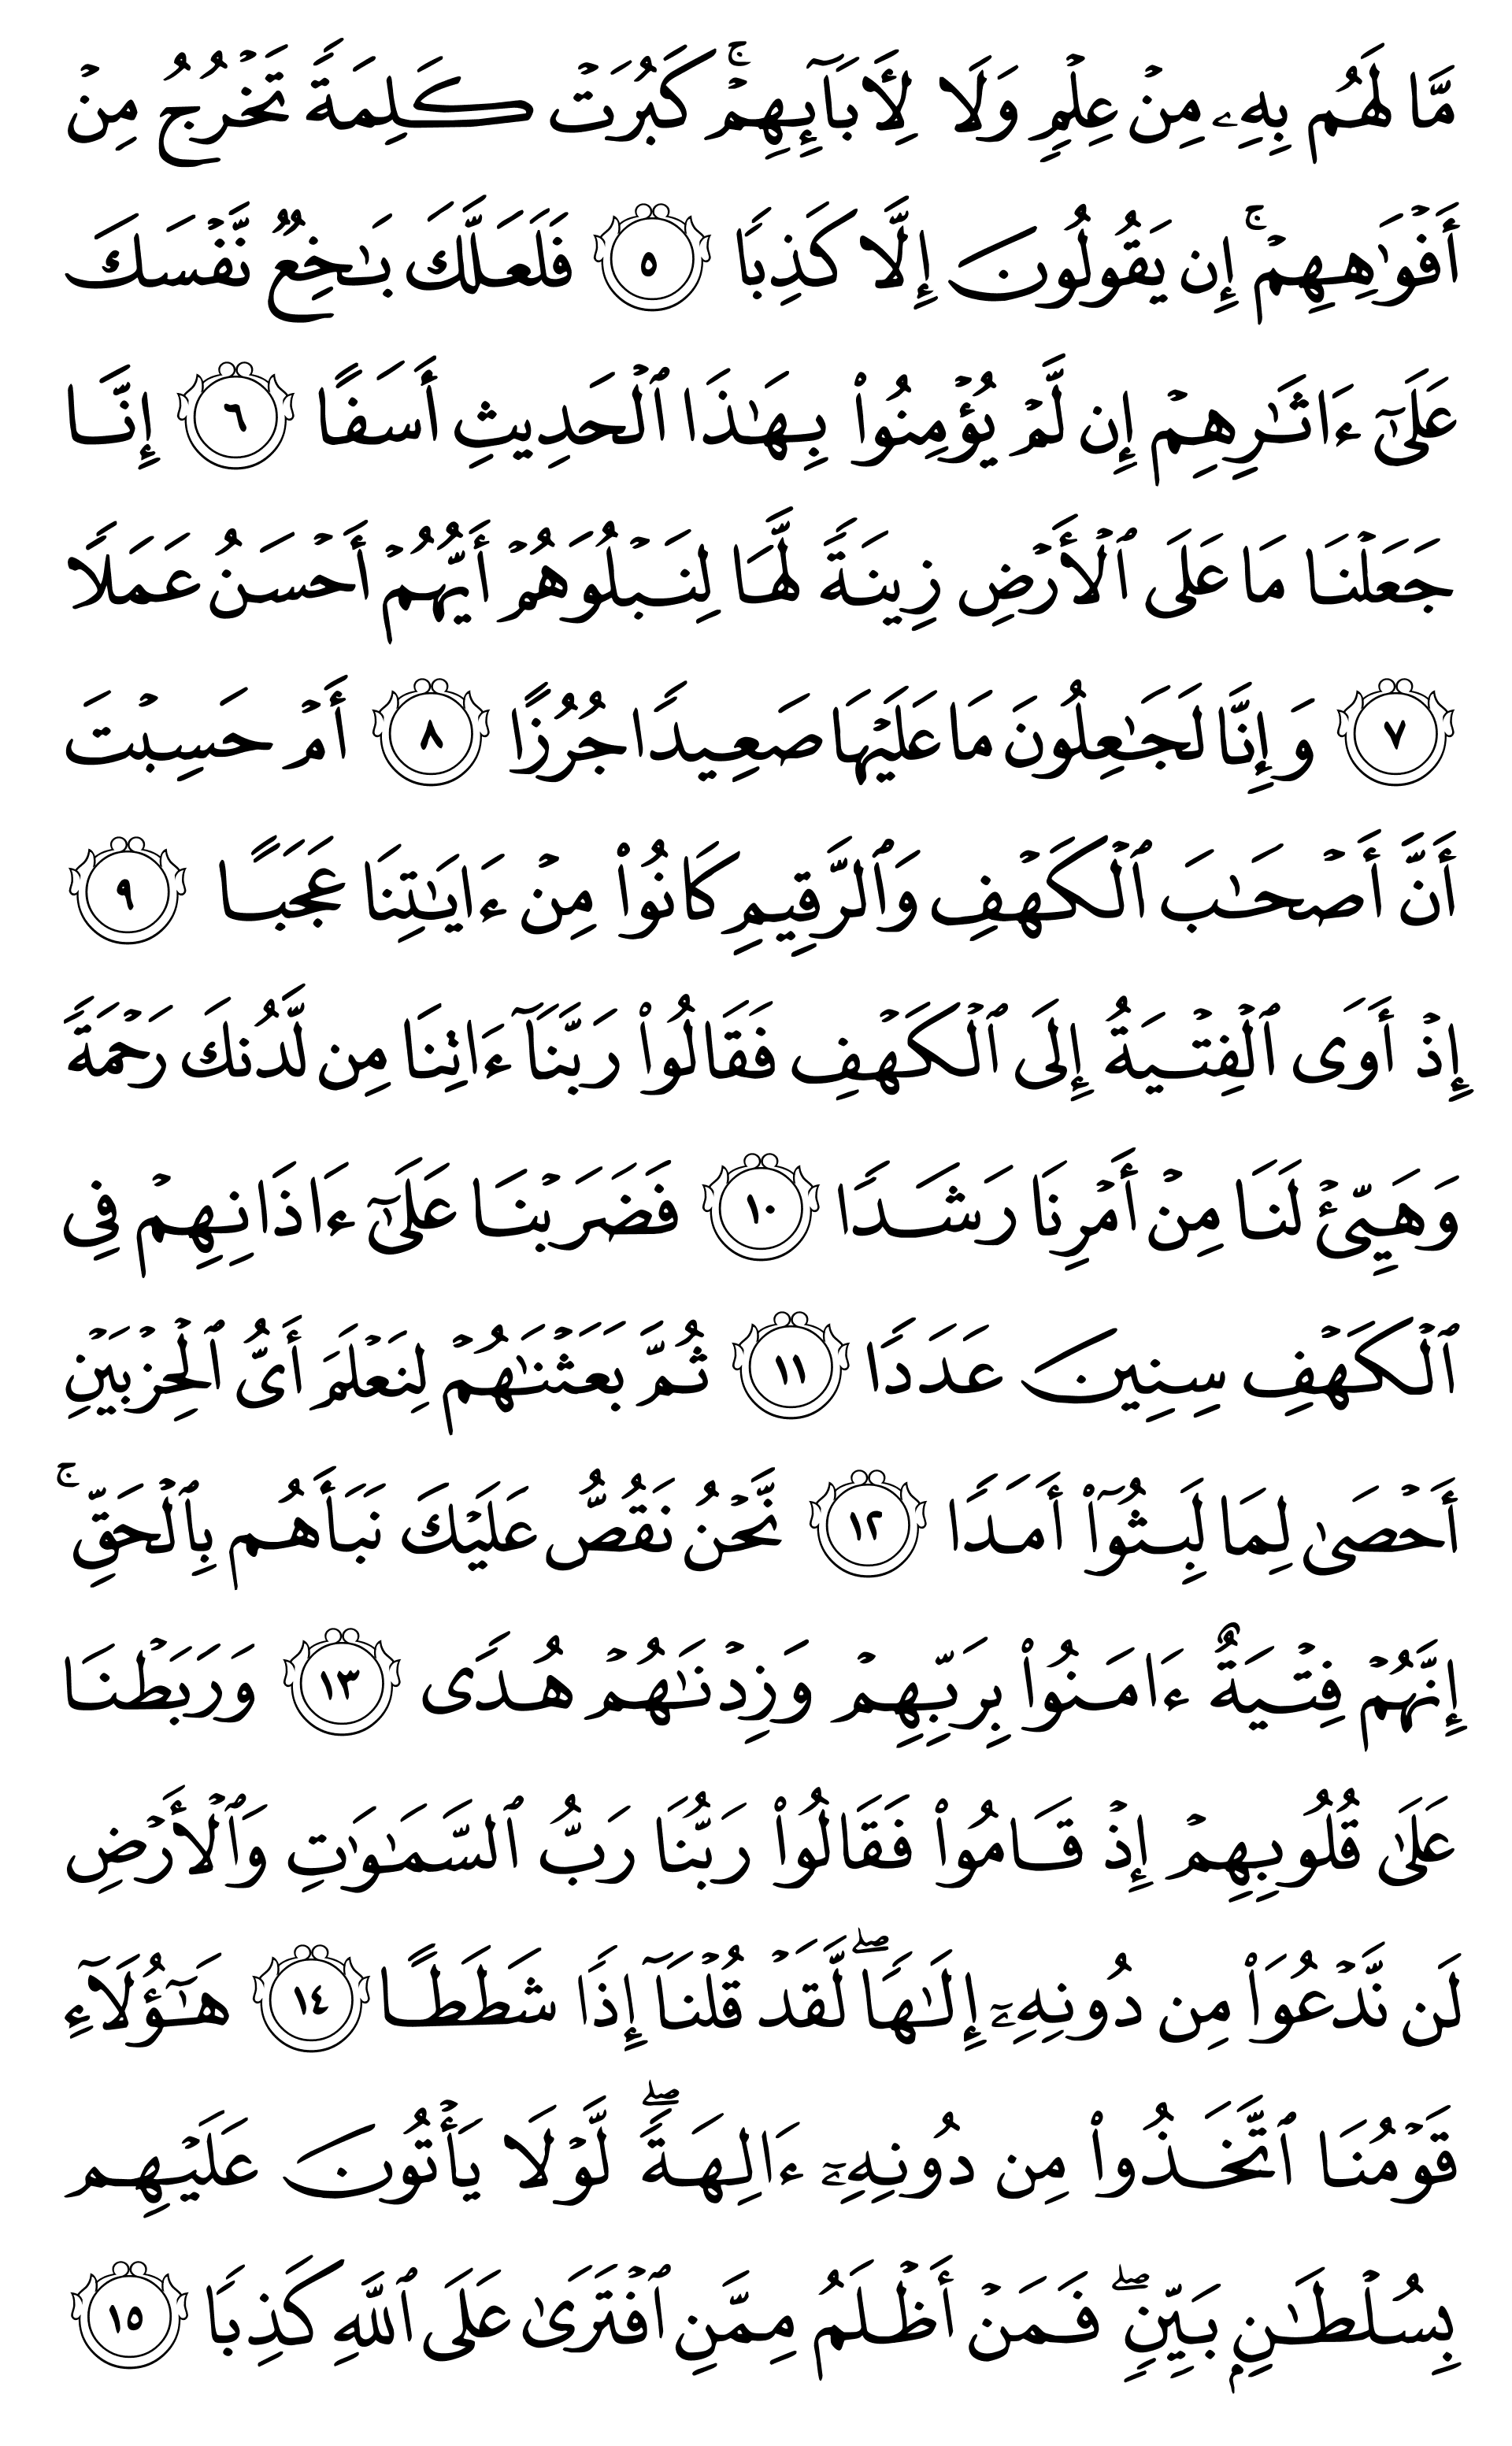 مَّا لَهُم بِهِۦ مِنۡ عِلۡمٖ وَلَا لِأٓبَآئِهِمۡۚ كَبُرَتۡ كَلِمَةٗ تَخۡرُجُ مِنۡ
أَفۡوَٰهِهِمۡۚ إِن يَقُولُونَ إِلَّا كَذِبٗا ٥ فَلَعَلَّكَ بَٰخِعٞ نَّفۡسَكَ
عَلَىٰٓ ءَاثَٰرِهِمۡ إِن لَّمۡ يُؤۡمِنُواْ بِهَٰذَا ٱلۡحَدِيثِ أَسَفًا ٦ إِنَّا
جَعَلۡنَا مَا عَلَى ٱلۡأَرۡضِ زِينَةٗ لَّهَا لِنَبۡلُوَهُمۡ أَيُّهُمۡ أَحۡسَنُ عَمَلٗا
٧ وَإِنَّا لَجَٰعِلُونَ مَا عَلَيۡهَا صَعِيدٗا جُرُزًا ٨ أَمۡ حَسِبۡتَ
أَنَّ أَصۡحَٰبَ ٱلۡكَهۡفِ وَٱلرَّقِيمِ كَانُواْ مِنۡ ءَايَٰتِنَا عَجَبًا ٩
إِذۡ أَوَى ٱلۡفِتۡيَةُ إِلَى ٱلۡكَهۡفِ فَقَالُواْ رَبَّنَآ ءَاتِنَا مِن لَّدُنكَ رَحۡمَةٗ
وَهَيِّئۡ لَنَا مِنۡ أَمۡرِنَا رَشَدٗا ١٠ فَضَرَبۡنَا عَلَىٰٓ ءَاذَانِهِمۡ فِي
ٱلۡكَهۡفِ سِنِينَ عَدَدٗا ١١ ثُمَّ بَعَثۡنَٰهُمۡ لِنَعۡلَمَ أَيُّ ٱلۡحِزۡبَيۡنِ
أَحۡصَىٰ لِمَا لَبِثُوٓاْ أَمَدٗا ١٢ نَّحۡنُ نَقُصُّ عَلَيۡكَ نَبَأَهُم بِٱلۡحَقِّۚ
إِنَّهُمۡ فِتۡيَةٌ ءَامَنُواْ بِرَبِّهِمۡ وَزِدۡنَٰهُمۡ هُدٗى ١٣ وَرَبَطۡنَا
عَلَىٰ قُلُوبِهِمۡ إِذۡ قَامُواْ فَقَالُواْ رَبُّنَا رَبُّ ٱلسَّمَٰوَٰتِ وَٱلۡأَرۡضِ
لَن نَّدۡعُوَاْ مِن دُونِهِۦٓ إِلَٰهٗاۖ لَّقَدۡ قُلۡنَآ إِذٗا شَطَطًا ١٤ هَٰٓؤُلَآءِ
قَوۡمُنَا ٱتَّخَذُواْ مِن دُونِهِۦٓ ءَالِهَةٗۖ لَّوۡلَا يَأۡتُونَ عَلَيۡهِم
بِسُلۡطَٰنِۭ بَيِّنٖۖ فَمَنۡ أَظۡلَمُ مِمَّنِ ٱفۡتَرَىٰ عَلَى ٱللَّهِ كَذِبٗا ١٥